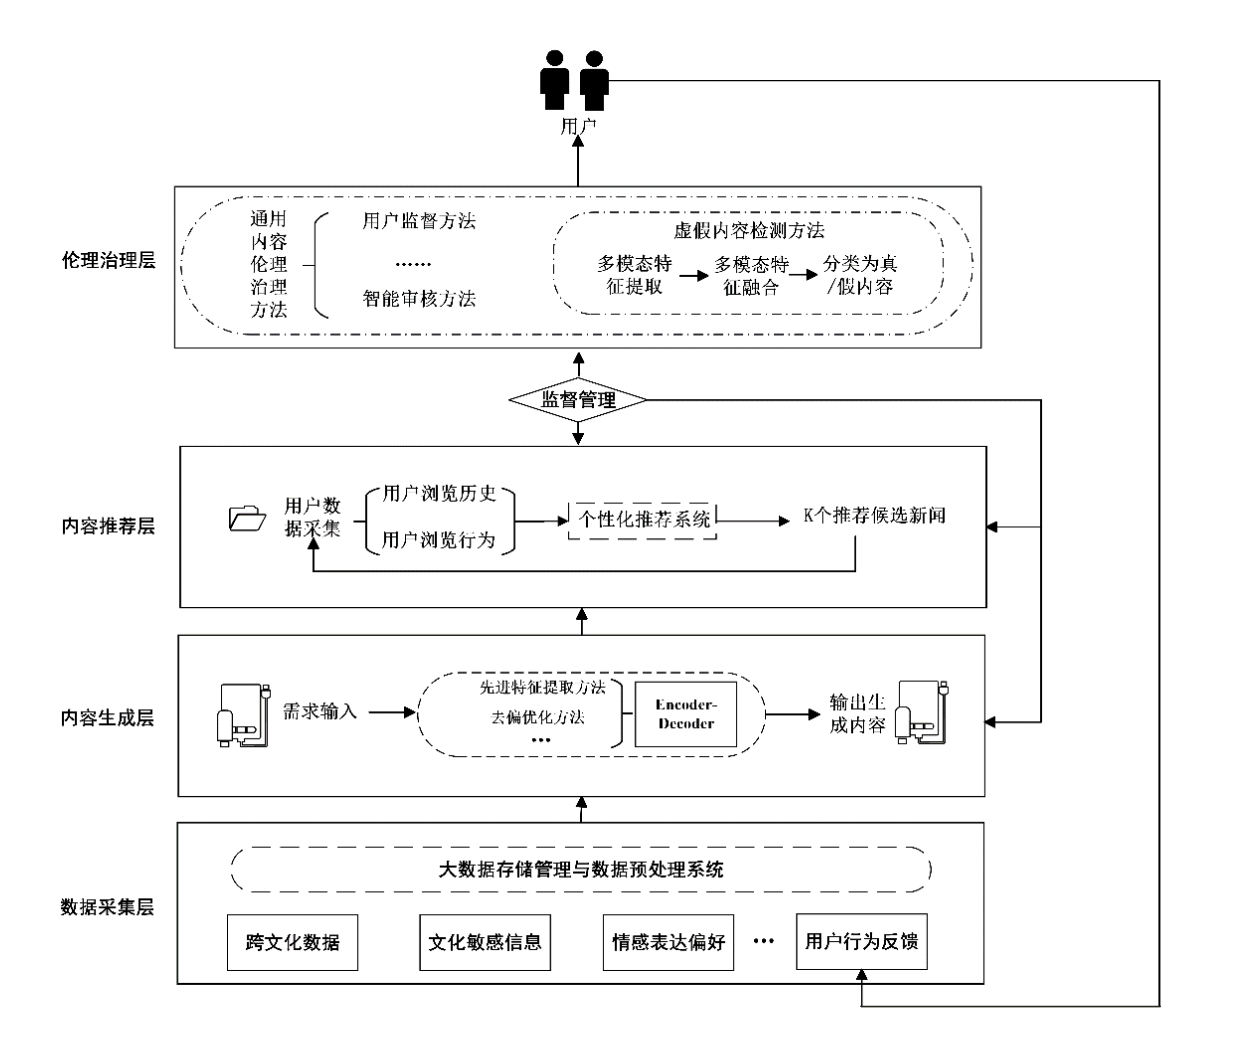 用户
伦理治理层
通用
内容
伦理
治理
方法
用户监督方法
……
智能审核方法
虚假内容检测方法
多模态特
征提取
多模态特
征融合
分类为真
/假内容
监督管理
内容推荐层
用户数
据采集
用户浏览历史
用户浏览行为
个性化推荐系统
K个推荐候选新闻
内容生成层
需求输入
先进特征提取方法
去偏优化方法
…
Encoder-
Decoder
输出生
成内容
数据采集层
大数据存储管理与数据预处理系统
跨文化数据
文化敏感信息
情感表达偏好
…
用户行为反馈